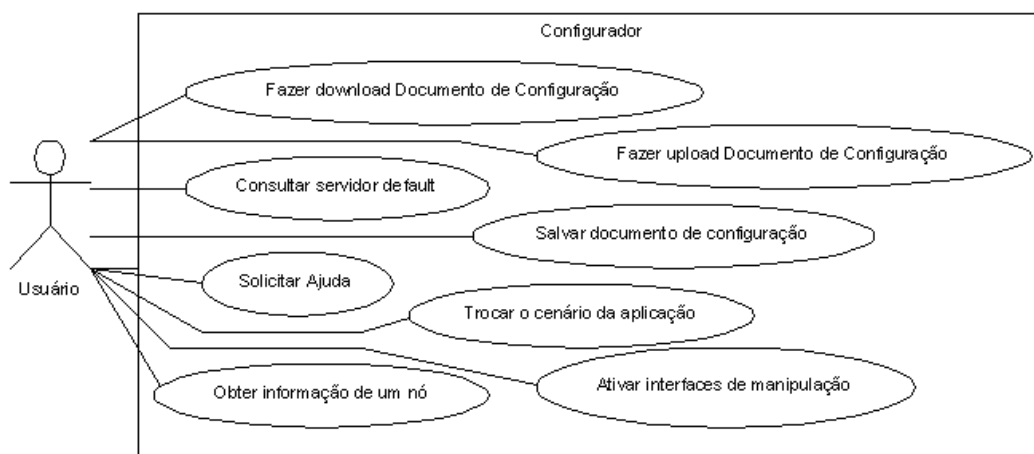 Configurador
Fazer download Documento de Configuração
Fazer upload Documento de Configuração
Consultar servidor default
Salvar documento de configuração
Usuário
Solicitar Ajuda
Trocar o cenário da aplicação
Obter informação de um nó
Ativar interfaces de manipulação